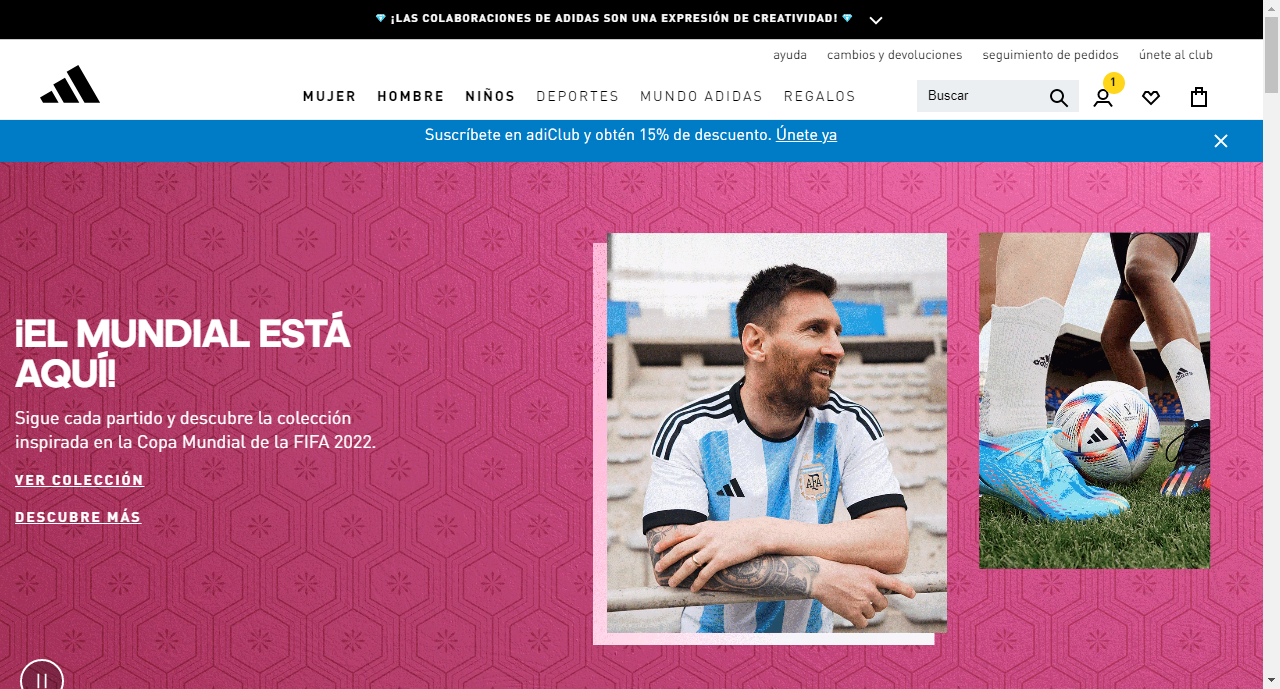 💎 ¡LAS COLABORACIONES DE ADIDAS SON UNA EXPRESIÓN DE CREATIVIDAD! 💎
ayuda cambios y devoluciones seguimiento de pedidos únete al club
MUJER HOMBRE NIÑOS DEPORTES MUNDO ADIDAS REGALOS
Buscar
1
Suscríbete en adiClub y obtén 15% de descuento. Únete ya
¡EL MUNDIAL ESTÁ
AQUÍ!
Sigue cada partido y descubre la colección
inspirada en la Copa Mundial de la FIFA 2022.
VER COLECCIÓN
DESCUBRE MÁS
AFA